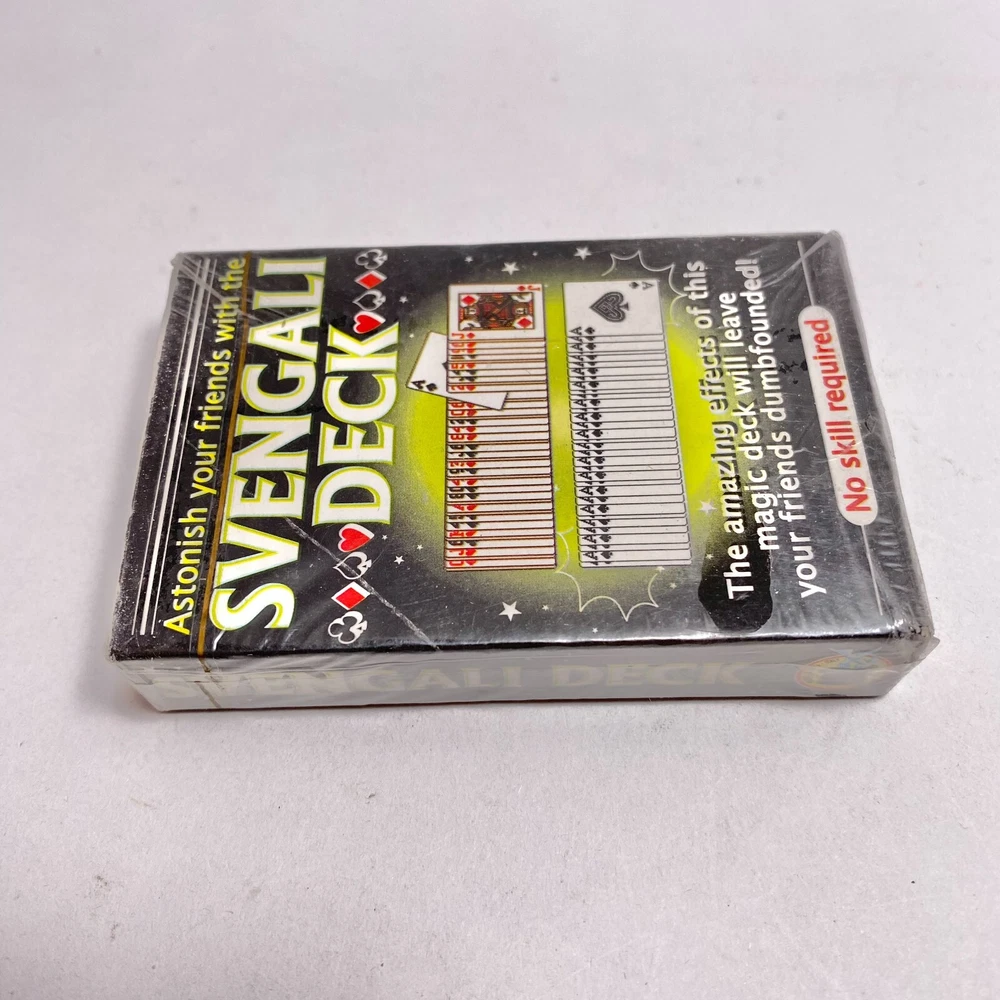 Astonish your friends with the
SVENGALI
DECK
The amazing effects of this
magic deck will leave
your friends dumbfounded!
No skill required
SVENGALI DECK